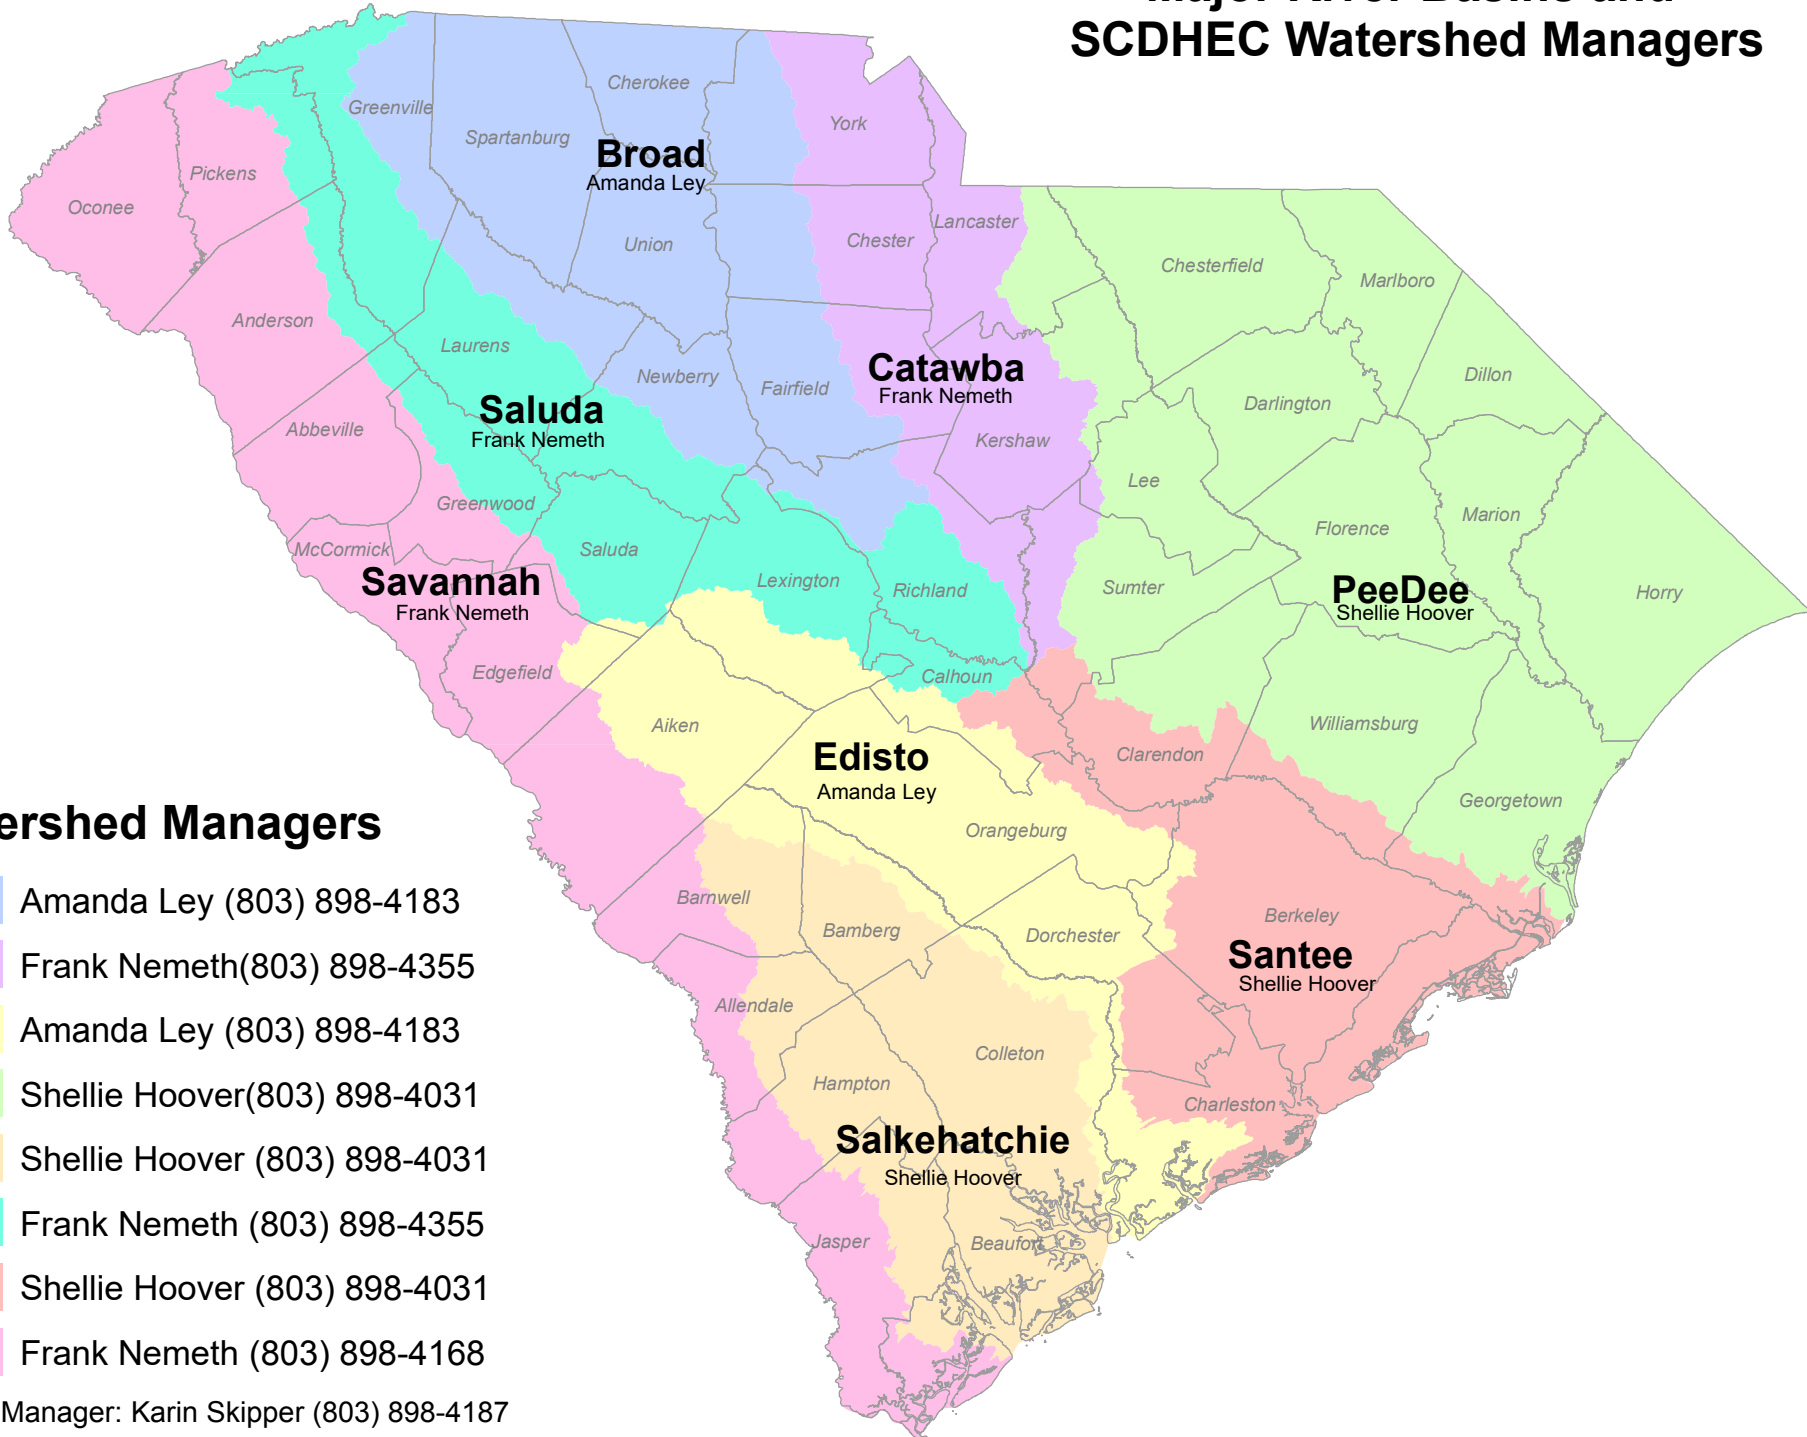 SCDHEC Watershed Managers
Cherokee
Greenville
York
Spartanburg
Broad
Amanda Ley
Pickens
Oconee
Lancaster
Chester
Union
Chesterfield
Marlboro
Anderson
Laurens
Catawba
Frank Nemeth
Newberry
Fairfield
Dillon
Darlington
Saluda
Frank Nemeth
Abbeville
Kershaw
Lee
Greenwood
Marion
Florence
McCormick
Saluda
Lexington
Richland
Sumter
PeeDee
Shellie Hoover
Horry
Savannah
Frank Nemeth
Edgefield
Calhoun
Aiken
Williamsburg
Clarendon
Edisto
Amanda Ley
Georgetown
Orangeburg
ershed Managers
Barnwell
Bamberg
Berkeley
Dorchester
Santee
Shellie Hoover
Allendale
Colleton
Hampton
Charleston
Salkehatchie
Shellie Hoover
Jasper
Beaufort
Amanda Ley (803) 898-4183
Frank Nemeth(803) 898-4355
Amanda Ley (803) 898-4183
Shellie Hoover(803) 898-4031
Shellie Hoover (803) 898-4031
Frank Nemeth (803) 898-4355
Shellie Hoover (803) 898-4031
Frank Nemeth (803) 898-4168
Manager: Karin Skipper (803) 898-4187